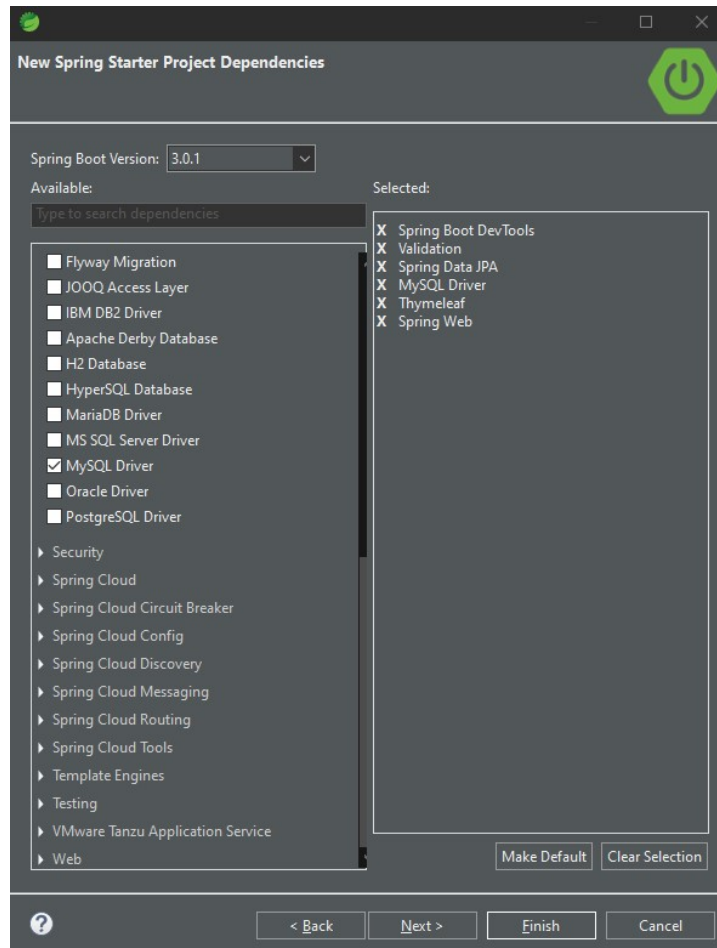 New Spring Starter Project Dependencies
Spring Boot Version: 3.0.1
Available:
Type to search dependencies
Flyway Migration
JOOQ Access Layer
IBM DB2 Driver
Apache Derby Database
H2 Database
HyperSQL Database
MariaDB Driver
MS SQL Server Driver
MySQL Driver
Oracle Driver
PostgreSQL Driver
Security
Spring Cloud
Spring Cloud Circuit Breaker
Spring Cloud Config
Spring Cloud Discovery
Spring Cloud Messaging
Spring Cloud Routing
Spring Cloud Tools
Template Engines
Testing
VMware Tanzu Application Service
Web
Selected:
X Spring Boot DevTools
X Validation
X Spring Data JPA
X MySQL Driver
X Thymeleaf
X Spring Web
Make Default Clear Selection
? < Back Next > Finish Cancel